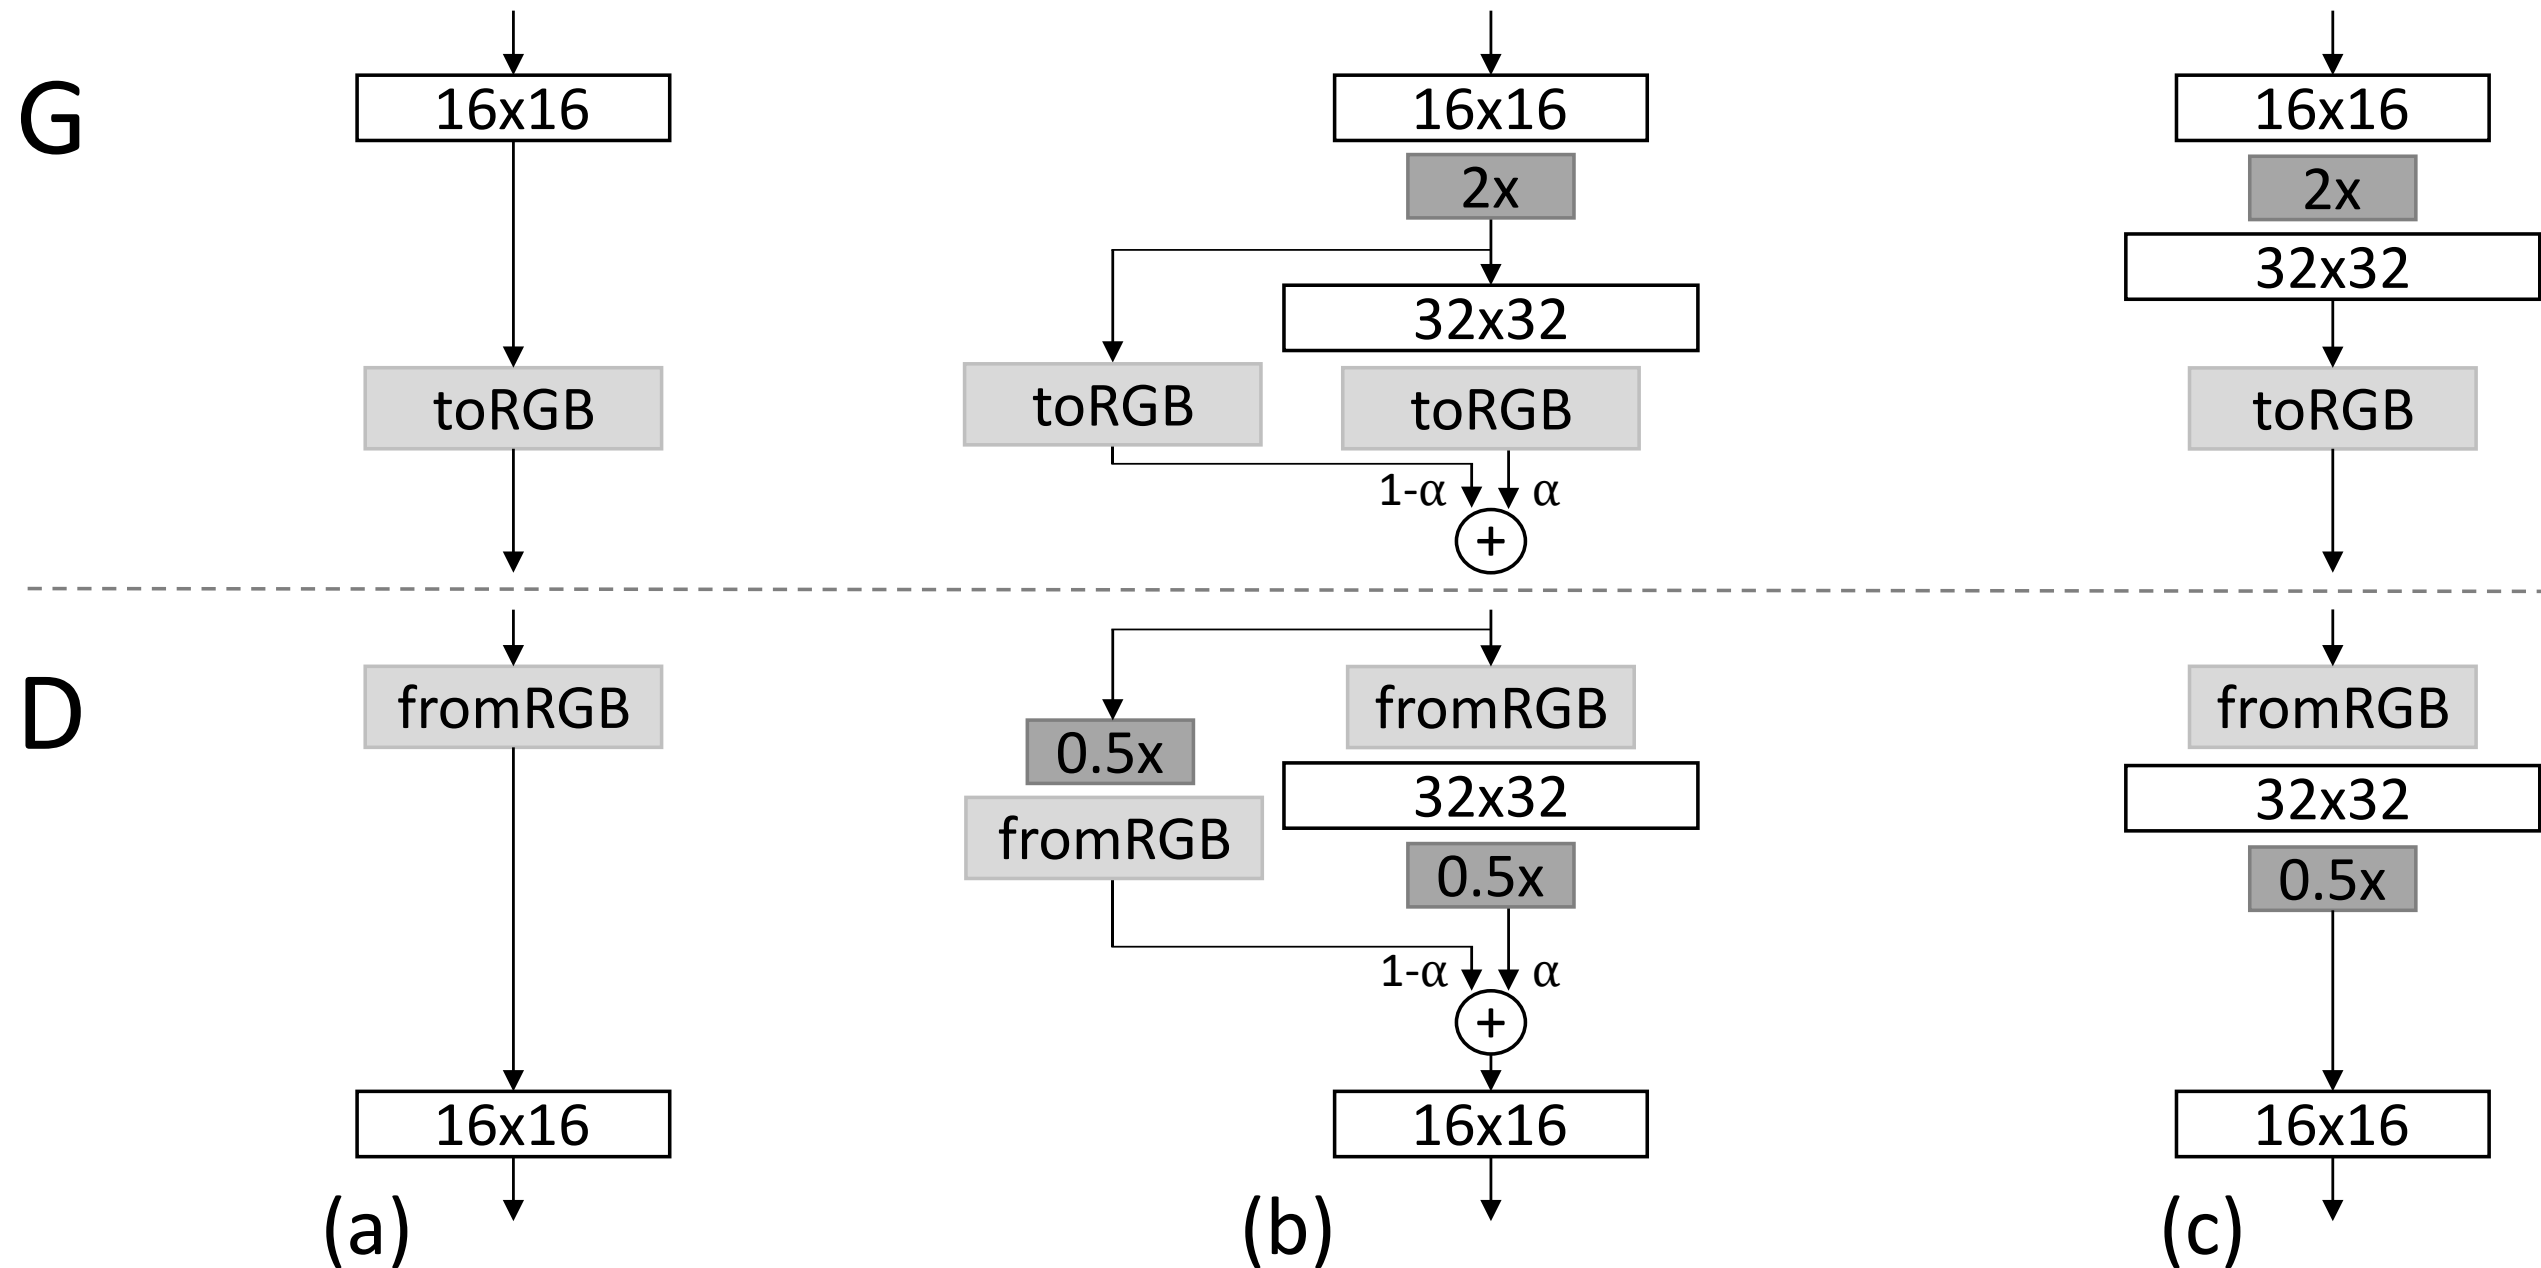 G
16x16
toRGB
16x16
2x
32x32
toRGB
toRGB
1-α
α
+
16x16
2x
32x32
toRGB
D
fromRGB
16x16
(a)
fromRGB
0.5x
fromRGB
32x32
0.5x
1-α
α
+
16x16
(b)
fromRGB
32x32
0.5x
16x16
(c)